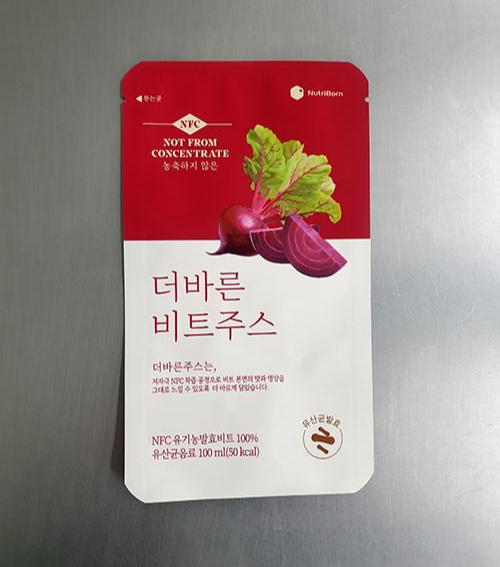 ◀뜯는곳
NutriBorn
NFC
NOT FROM
CONCENTRATE
농축하지 않은
더바른
비트주스
더바른주스는,
저자극 NFC 착즙 공정으로 비트 본연의 맛과 영양을
그대로 느낄 수 있도록 더 바르게 담았습니다.
유산균발효
NFC 유기농발효비트 100%
유산균음료 100 ml(50 kcal)